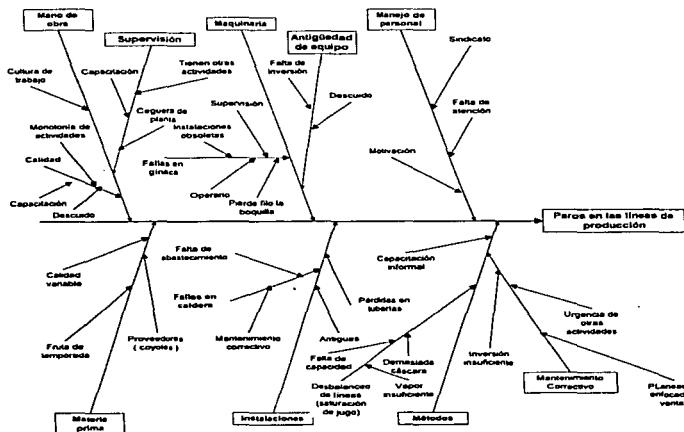 Mano de
obra
Supervisión
Maquinaria
Antigüedad
de equipo
Manejo de
personal
Cultura de
trabajo
Capacitación
Tienen otras
actividades
Ceguera de
planta
Monotonía de
actividades
Calidad
Capacitación
Descuido
Falta de
inversión
Descuido
Supervisión
Instalaciones
obsoletas
Fallas en
ginaca
Operario
Pierde filo la
boquilla
Sindicato
Falta de
atención
Motivación
Paros en las líneas de
producción
Calidad
variable
Fruta de
temporada
Proveedores
( coyotes )
Materia
prima
Falta de
abastecimiento
Fallas en
caldera
Mantenimiento
correctivo
Pérdidas en
tuberías
Antiguas
Instalaciones
Capacitación
informal
Falta de
capacidad
Demasiada
cáscara
Desbalanceo
de líneas
(saturación
de jugo)
Vapor
insuficiente
Métodos
Inversión
insuficiente
Urgencia de
otras
actividades
Mantenimiento
Correctivo
PLanea
enfocad
venta